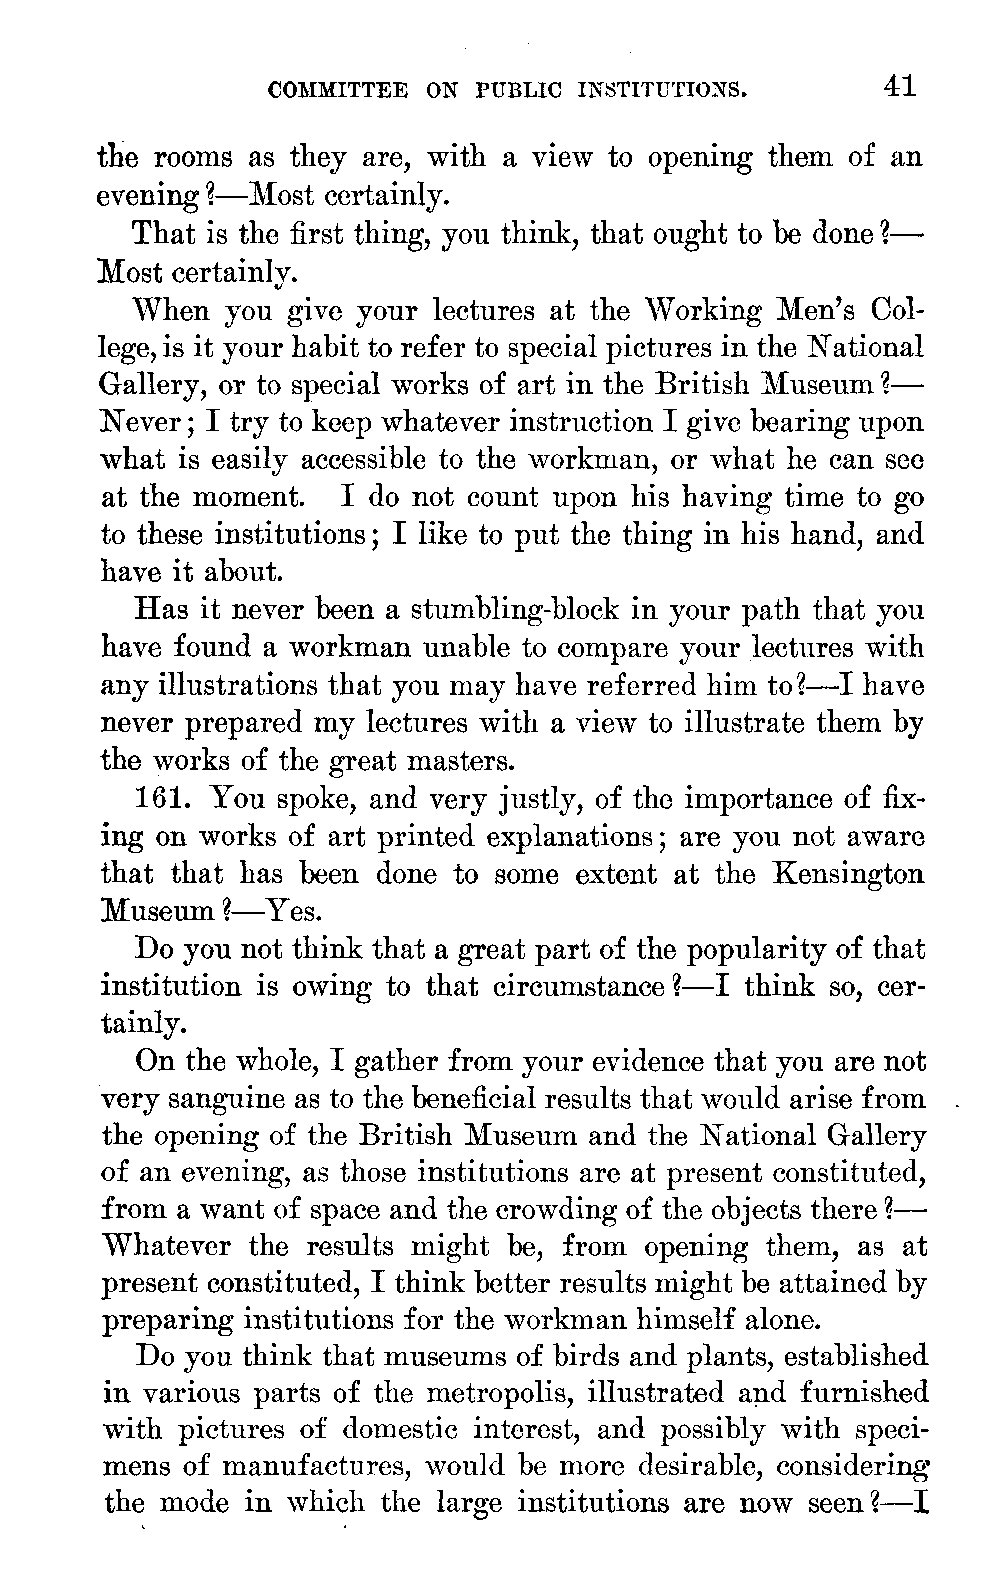 COMMITTEE ON PUBLIC INSTITUTIONS. 41
the rooms as they are, with a view to opening them of an
evening?—Most certainly.
That is the first thing, you think, that ought to be done?—
Most certainly.
When you give your lectures at the Working Men's Col-
lege, is it your habit to refer to special pictures in the National
Gallery, or to special works of art in the British Museum?—
Never; I try to keep whatever instruction I give bearing upon
what is easily accessible to the workman, or what he can see
at the moment. I do not count upon his having time to go
to these institutions; I like to put the thing in his hand, and
have it about.
Has it never been a stumbling-block in your path that you
have found a workman unable to compare your lectures with
any illustrations that you may have referred him to?—I have
never prepared my lectures with a view to illustrate them by
the works of the great masters.
161. You spoke, and very justly, of the importance of fix-
ing on works of art printed explanations; are you not aware
that that has been done to some extent at the Kensington
Museum?—Yes.
Do you not think that a great part of the popularity of that
institution is owing to that circumstance?—I think so, cer-
tainly.
On the whole, I gather from your evidence that you are not
very sanguine as to the beneficial results that would arise from
the opening of the British Museum and the National Gallery
of an evening, as those institutions are at present constituted,
from a want of space and the crowding of the objects there?—
Whatever the results might be, from opening them, as at
present constituted, I think better results might be attained by
preparing institutions for the workman himself alone.
Do you think that museums of birds and plants, established
in various parts of the metropolis, illustrated and furnished
with pictures of domestic interest, and possibly with speci-
mens of manufactures, would be more desirable, considering
the mode in which the large institutions are now seen?—I